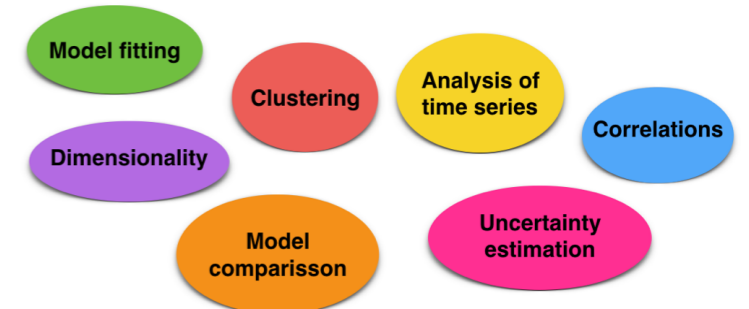 Model fitting
Clustering
Analysis of
time series
Correlations
Dimensionality
Model
comparisson
Uncertainty
estimation